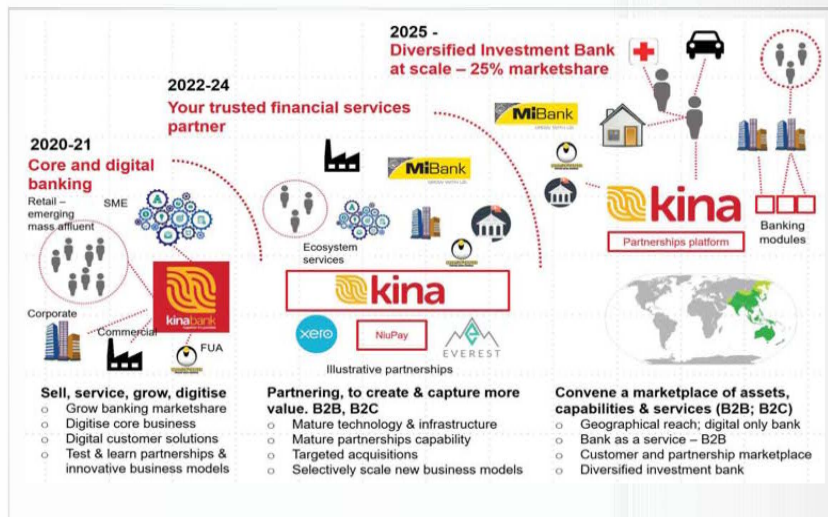 2020-21
Core and digital
banking
Retail –
emerging
mass affluent
SME
kinabank
Corporate
Commercial
FUA
Sell, service, grow, digitise
Grow banking marketshare
Digitise core business
Digital customer solutions
Test & learn partnerships &
innovative business models
2022-24
Your trusted financial services
partner
MiBank
Ecosystem
services
kina
xero
NiuPay
EVEREST
Illustrative partnerships
Partnering, to create & capture more
value. B2B, B2C
Mature technology & infrastructure
Mature partnerships capability
Targeted acquisitions
Selectively scale new business models
2025 -
Diversified Investment Bank
at scale – 25% marketshare
MiBank
kina
Partnerships platform
Banking
modules
Convene a marketplace of assets,
capabilities & services (B2B; B2C)
Geographical reach; digital only bank
Bank as a service – B2B
Customer and partnership marketplace
Diversified investment bank